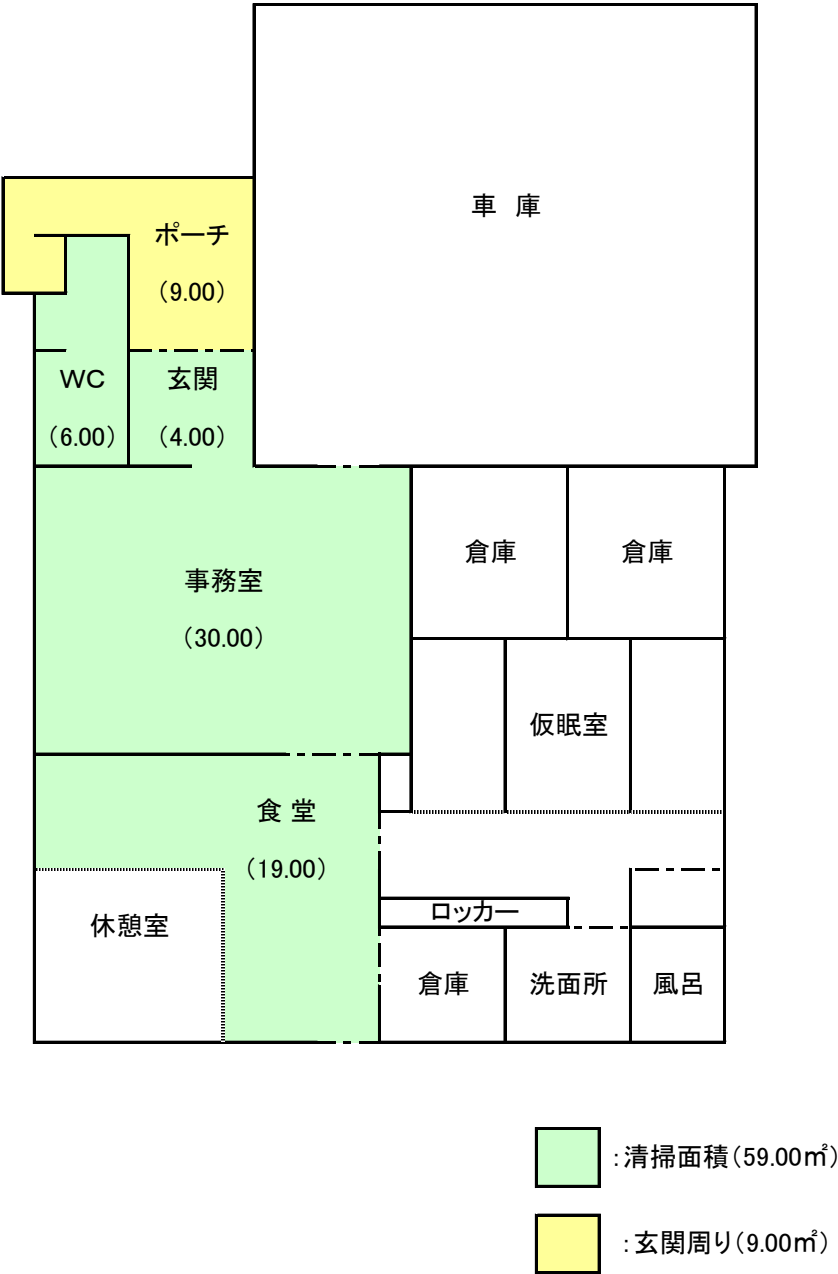 車 庫
ポーチ
（9.00）
WC
（6.00）
玄関
（4.00）
倉庫
倉庫
事務室
（30.00）
仮眠室
食 堂
（19.00）
ロッカー
休憩室
倉庫
洗面所
風呂
：清掃面積（59.00㎡）
：玄関周り（9.00㎡）